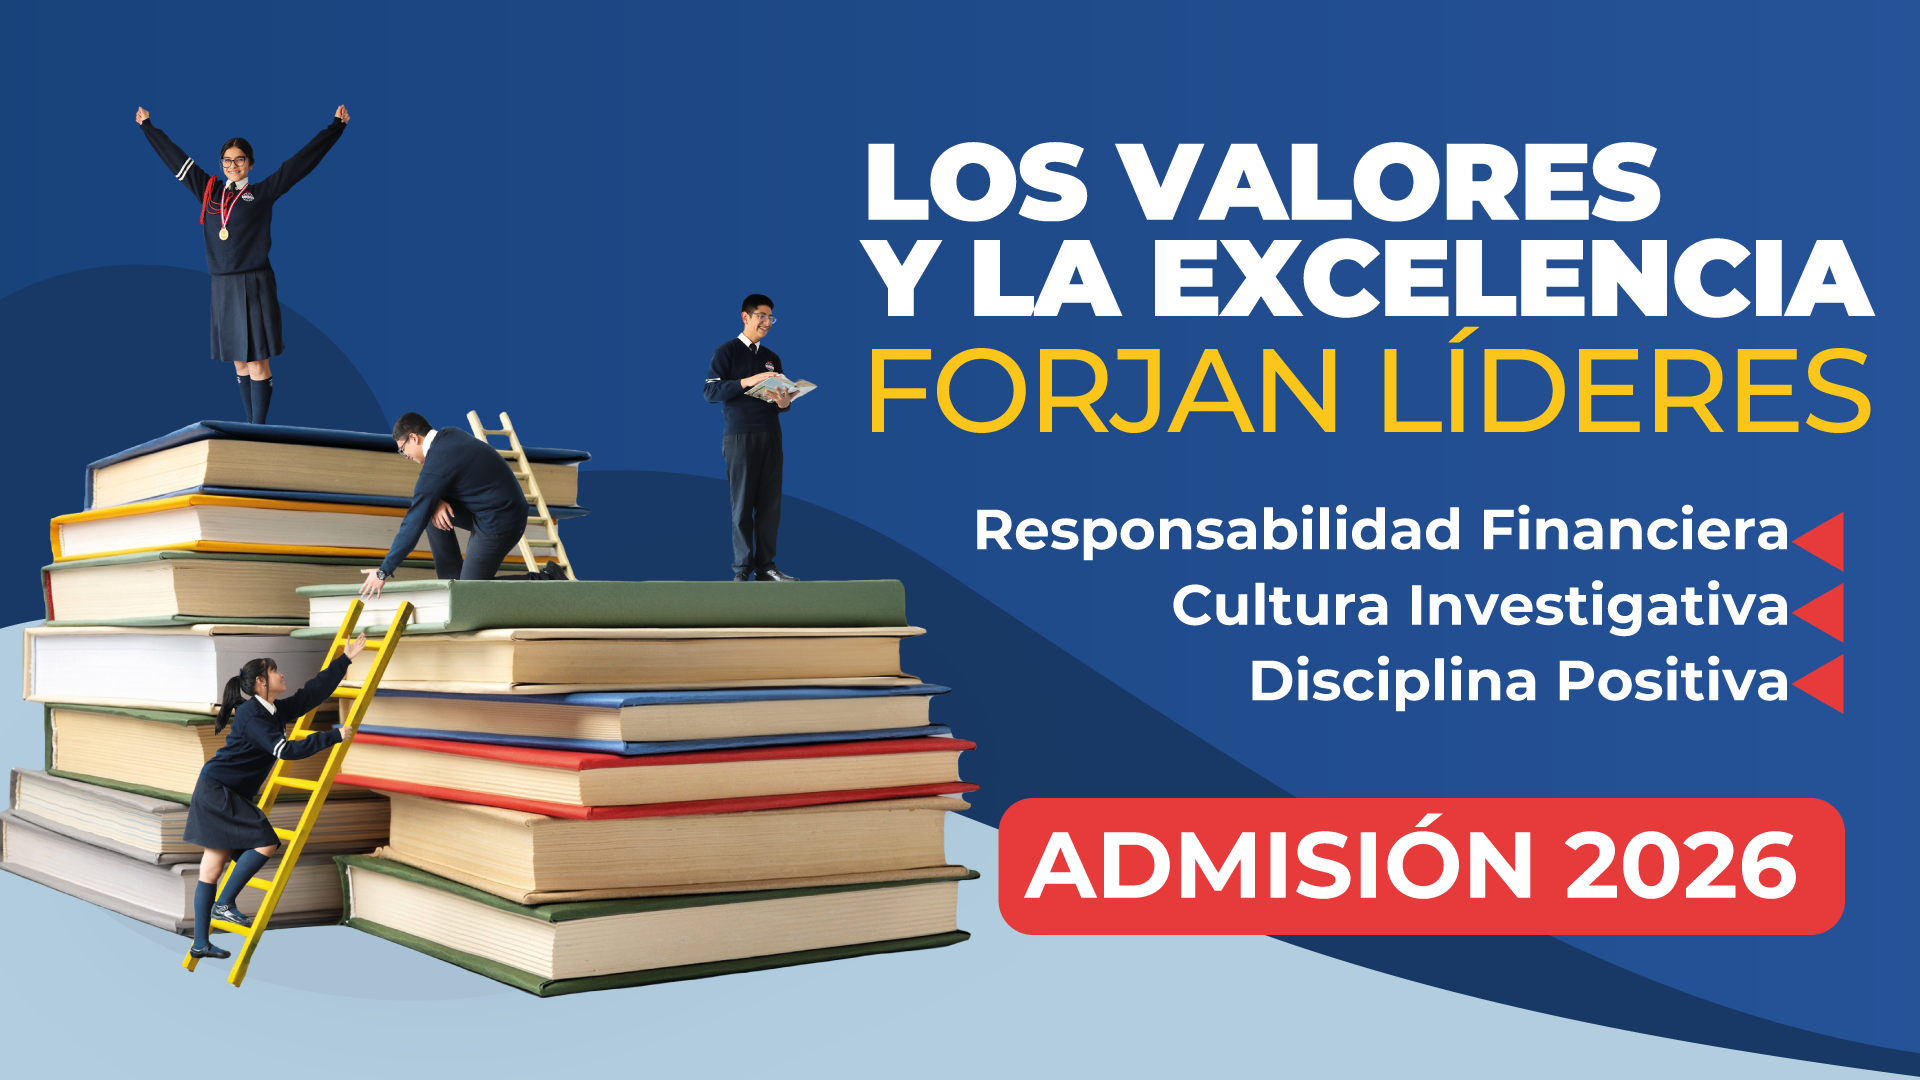 LOS VALORES
Y LA EXCELENCIA
FORJAN LÍDERES
Responsabilidad Financiera
Cultura Investigativa
Disciplina Positiva
ADMISIÓN 2026